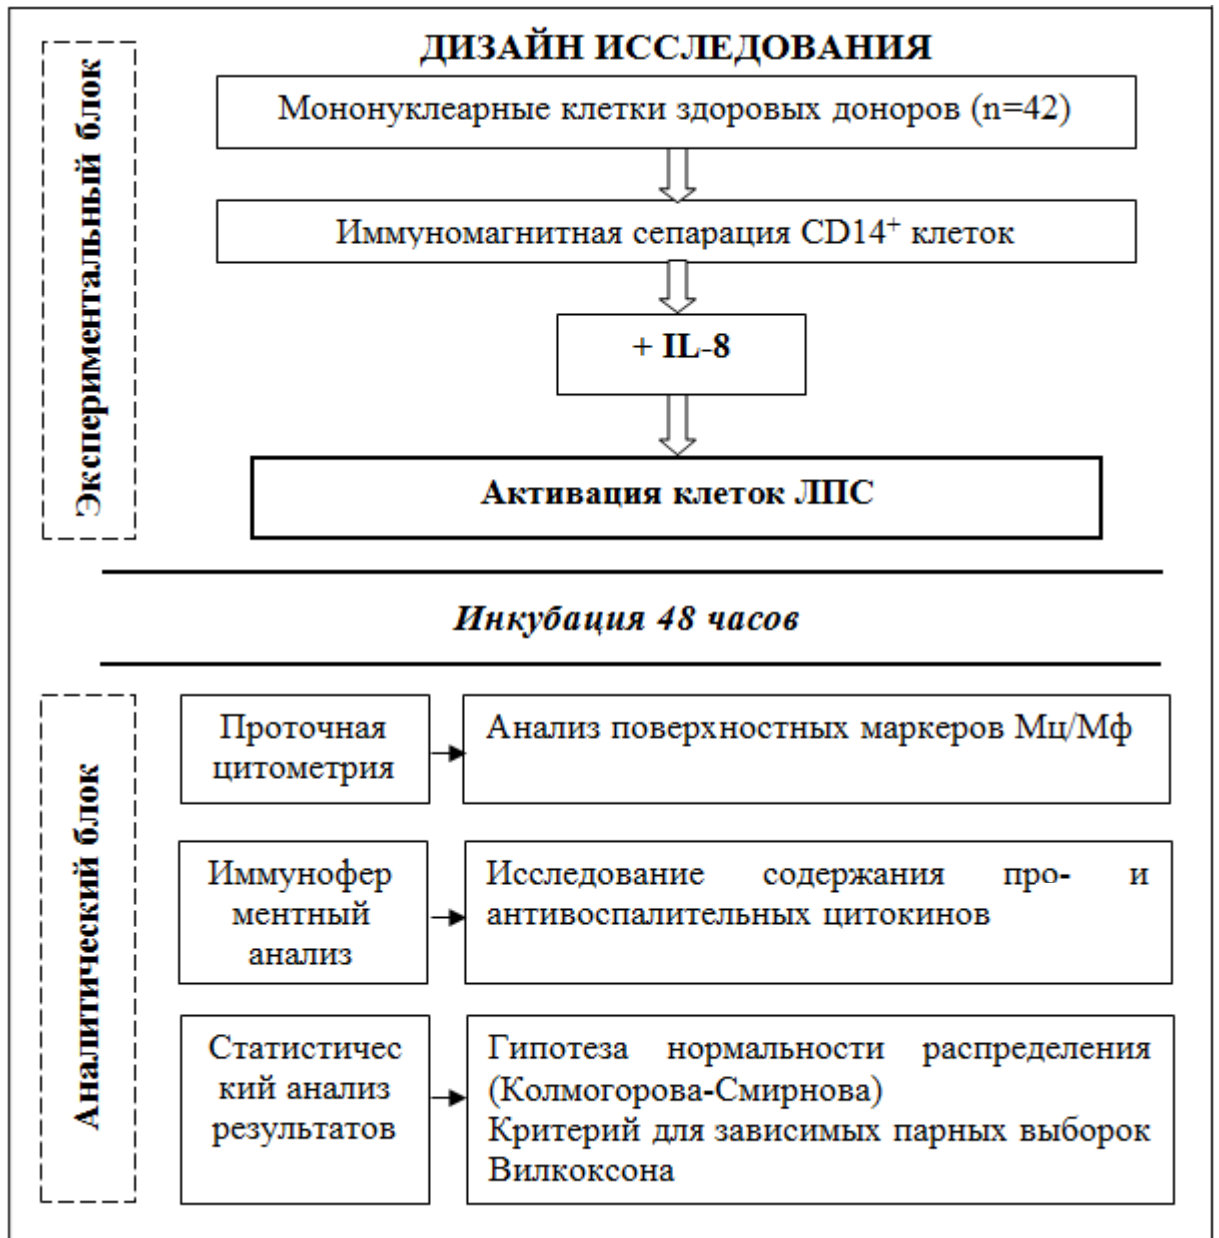 ДИЗАЙН ИССЛЕДОВАНИЯ
Экспериментальный блок
Мононуклеарные клетки здоровых доноров (n=42)
Иммуномагнитная сепарация CD14⁺ клеток
+ IL-8
Активация клеток ЛПС
Инкубация 48 часов
Аналитический блок
Проточная
цитометрия
Анализ поверхностных маркеров Мц/Мф
Иммунофер
ментный
анализ
Исследование содержания про- и
антивоспалительных цитокинов
Статистичес
кий анализ
результатов
Гипотеза нормальности распределения
(Колмогорова-Смирнова)
Критерий для зависимых парных выборок
Вилкоксона